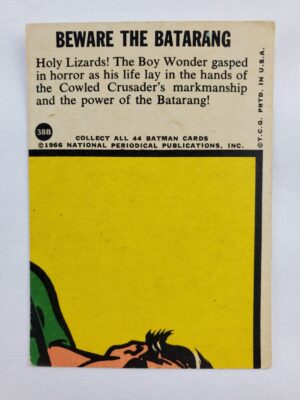 BEWARE THE BATARANG
Holy Lizards! The Boy Wonder gasped
in horror as his life lay in the hands of
the Cowled Crusader's markmanship
and the power of the Batarang!
38B
COLLECT ALL 44 BATMAN CARDS
©1966 NATIONAL PERIODICAL PUBLICATIONS, INC.
©T.C.G. PRTD. IN U.S.A.